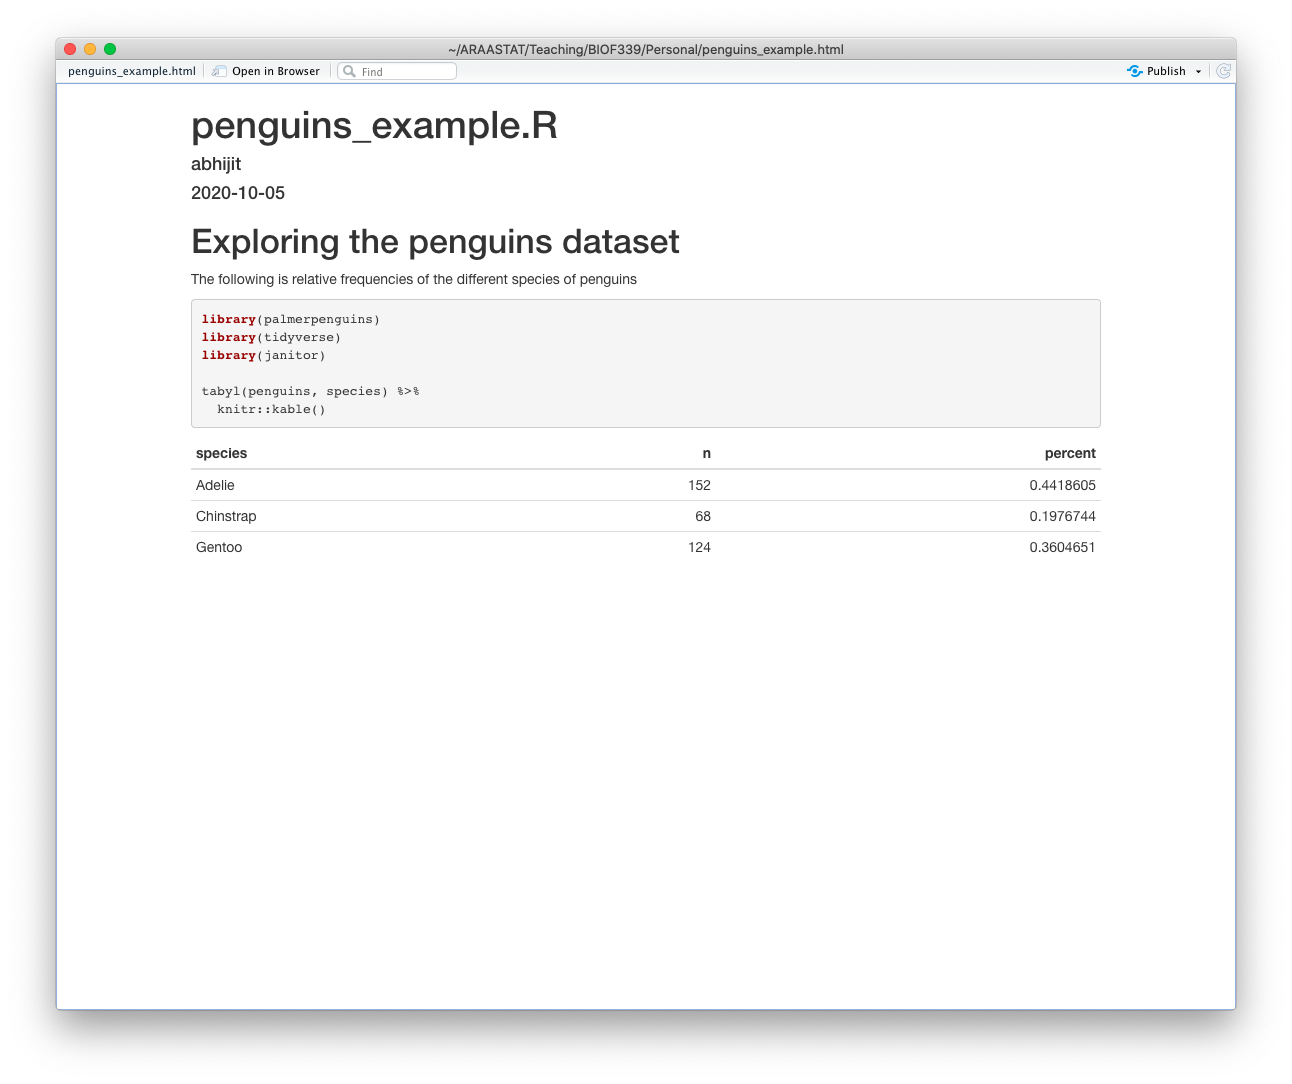 ~/ARAASTAT/Teaching/BIOF339/Personal/penguins_example.html
penguins_example.html Open in Browser Find Publish
penguins_example.R
abhijit
2020-10-05
Exploring the penguins dataset
The following is relative frequencies of the different species of penguins
library(palmerpenguins)
library(tidyverse)
library(janitor)
tabyl(penguins, species) %>%
  knitr::kable()
species n percent
Adelie 152 0.4418605
Chinstrap 68 0.1976744
Gentoo 124 0.3604651